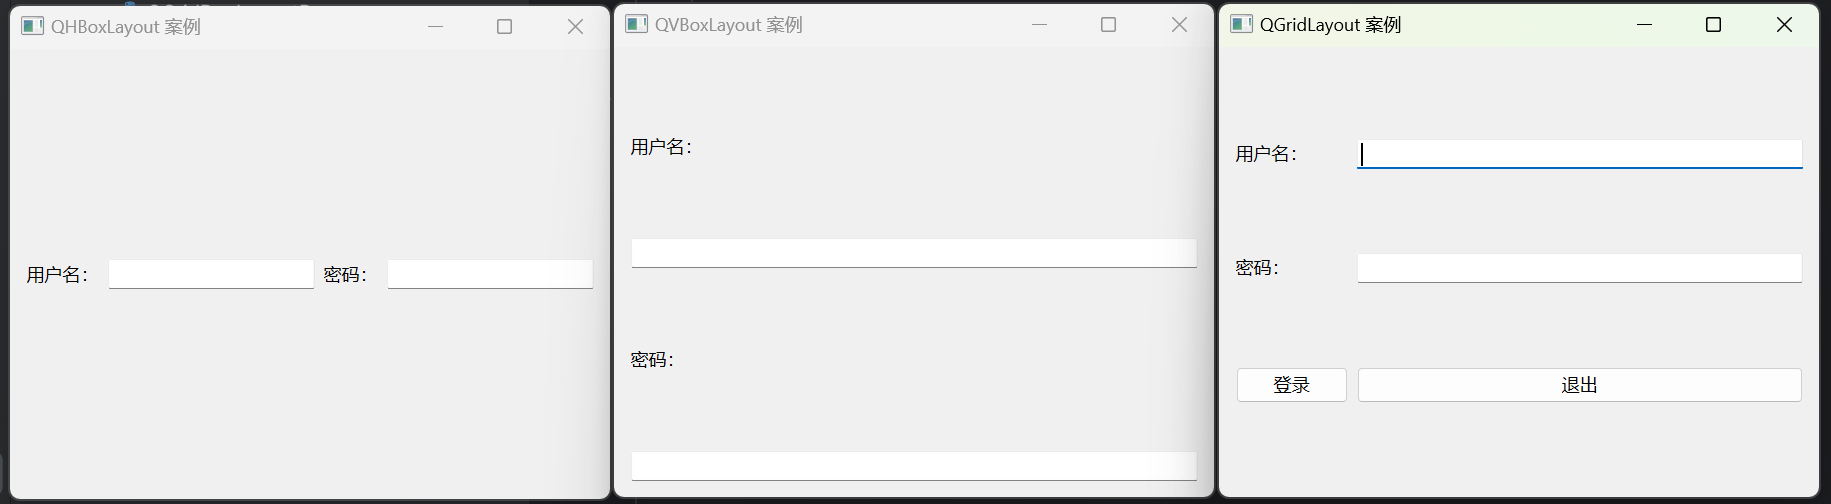 QHBoxLayout 案例
用户名：
密码：
QVBoxLayout 案例
用户名：
密码：
QGridLayout 案例
用户名：
密码：
登录
退出